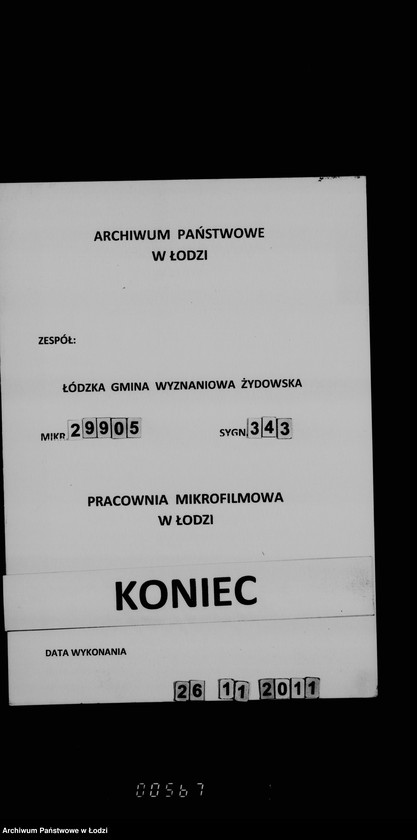 ARCHIWUM PAŃSTWOWE
W ŁODZI
ZESPÓŁ:
ŁÓDZKA GMINA WYZNANIOWA ŻYDOWSKA
MIKR. 29905 SYGN. 343
PRACOWNIA MIKROFILMOWA
W ŁODZI
KONIEC
DATA WYKONANIA
26 11 2011
00567
Archiwum Państwowe w Łodzi